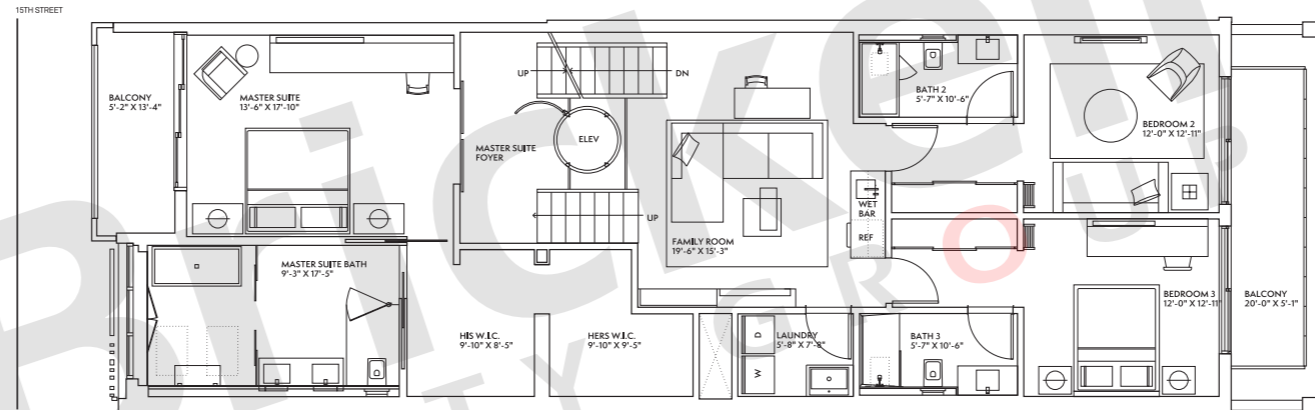 15TH STREET
BALCONY
5'-2" X 13'-4"
MASTER SUITE
13'-6" X 17'-10"
UP
DN
ELEV
MASTER SUITE
FOYER
UP
FAMILY ROOM
19'-6" X 15'-3"
BATH 2
5'-7" X 10'-6"
BEDROOM 2
12'-0" X 12'-11"
WET
BAR
REF
MASTER SUITE BATH
9'-3" X 17'-5"
HIS W.I.C.
9'-10" X 8'-5"
HERS W.I.C.
9'-10" X 9'-5"
LAUNDRY
5'-8" X 7'-8"
D
W
BATH 3
5'-7" X 10'-6"
BEDROOM 3
12'-0" X 12'-11"
BALCONY
20'-0" X 5'-1"
Brickell
TY GROUP